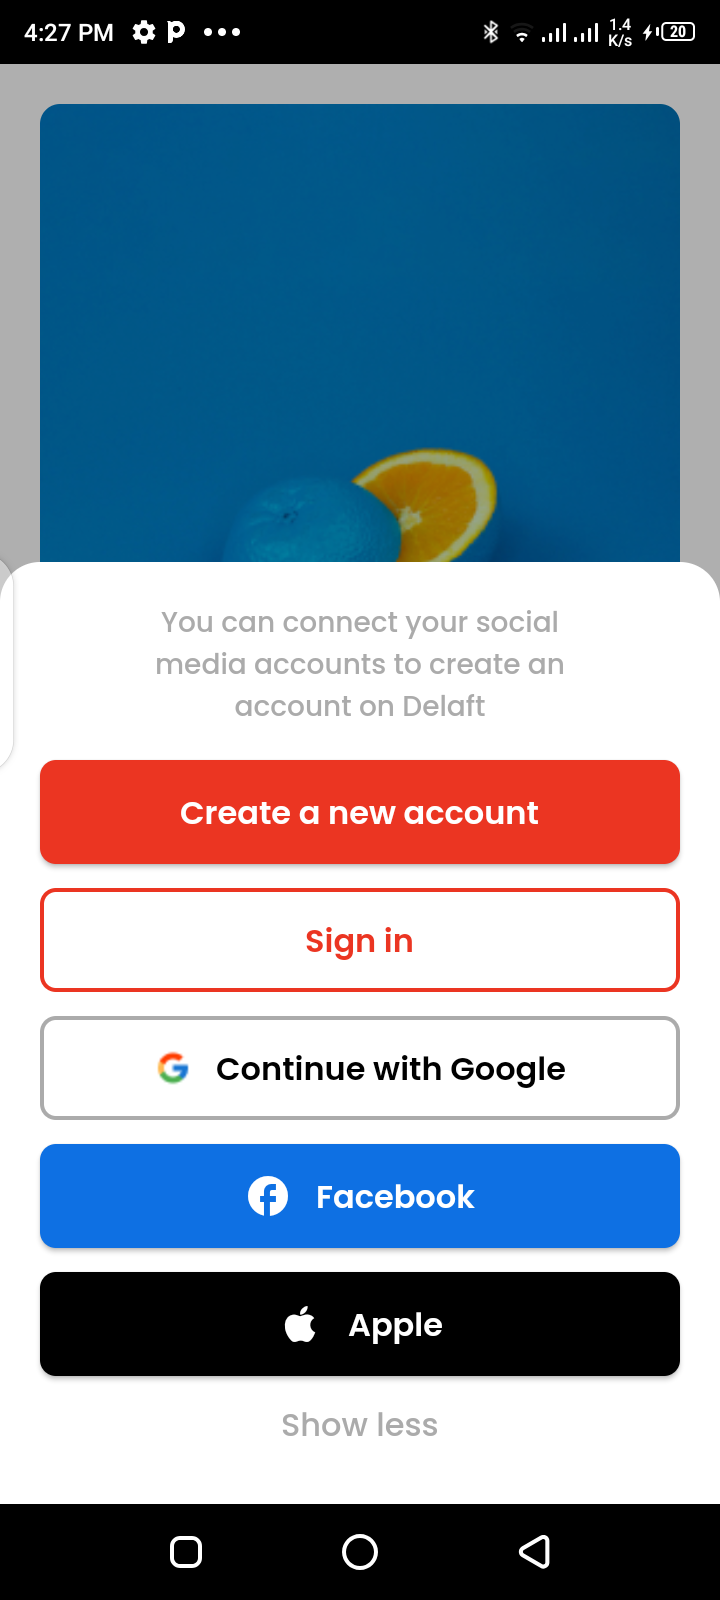 4:27 PM
1.4
K/s
20
You can connect your social
media accounts to create an
account on Delaft
Create a new account
Sign in
Continue with Google
Facebook
Apple
Show less